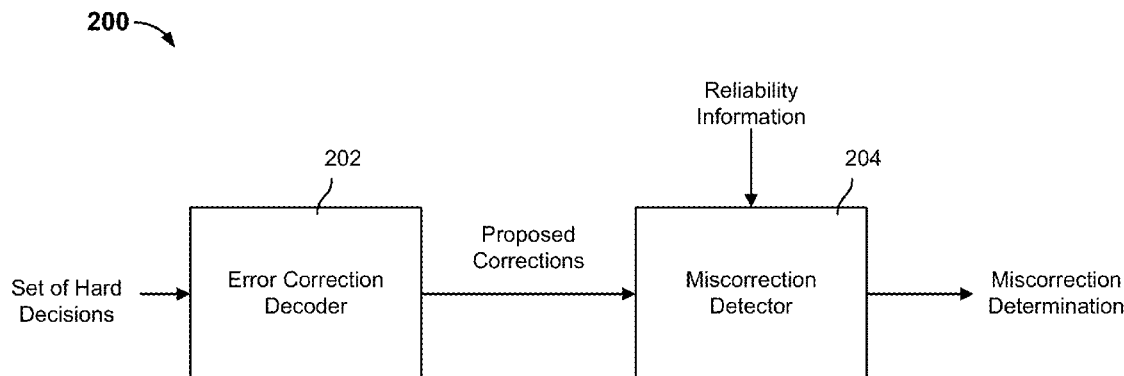 200
Reliability
Information
202
204
Proposed
Corrections
Set of Hard
Decisions
Error Correction
Decoder
Miscorrection
Detector
Miscorrection
Determination